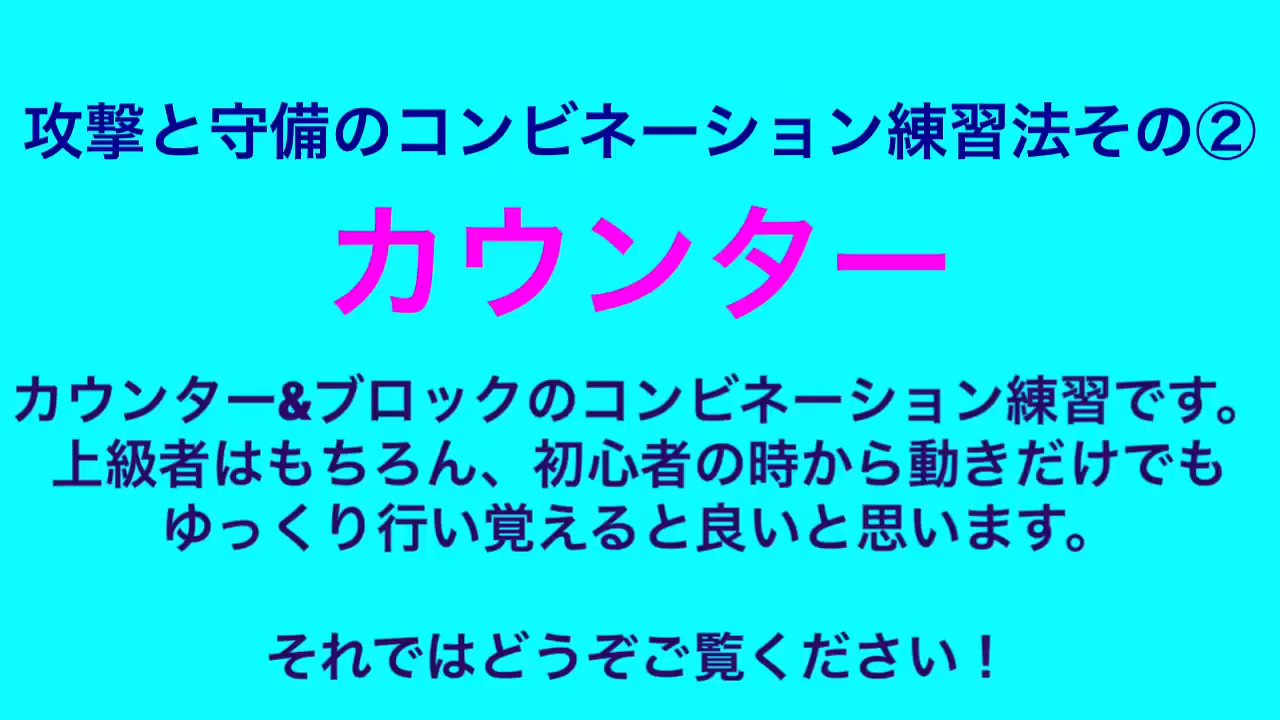 攻撃と守備のコンビネーション練習法その②
カウンター
カウンター&ブロックのコンビネーション練習です。
上級者はもちろん、初心者の時から動きだけでも
ゆっくり行い覚えると良いと思います。
それではどうぞご覧ください！